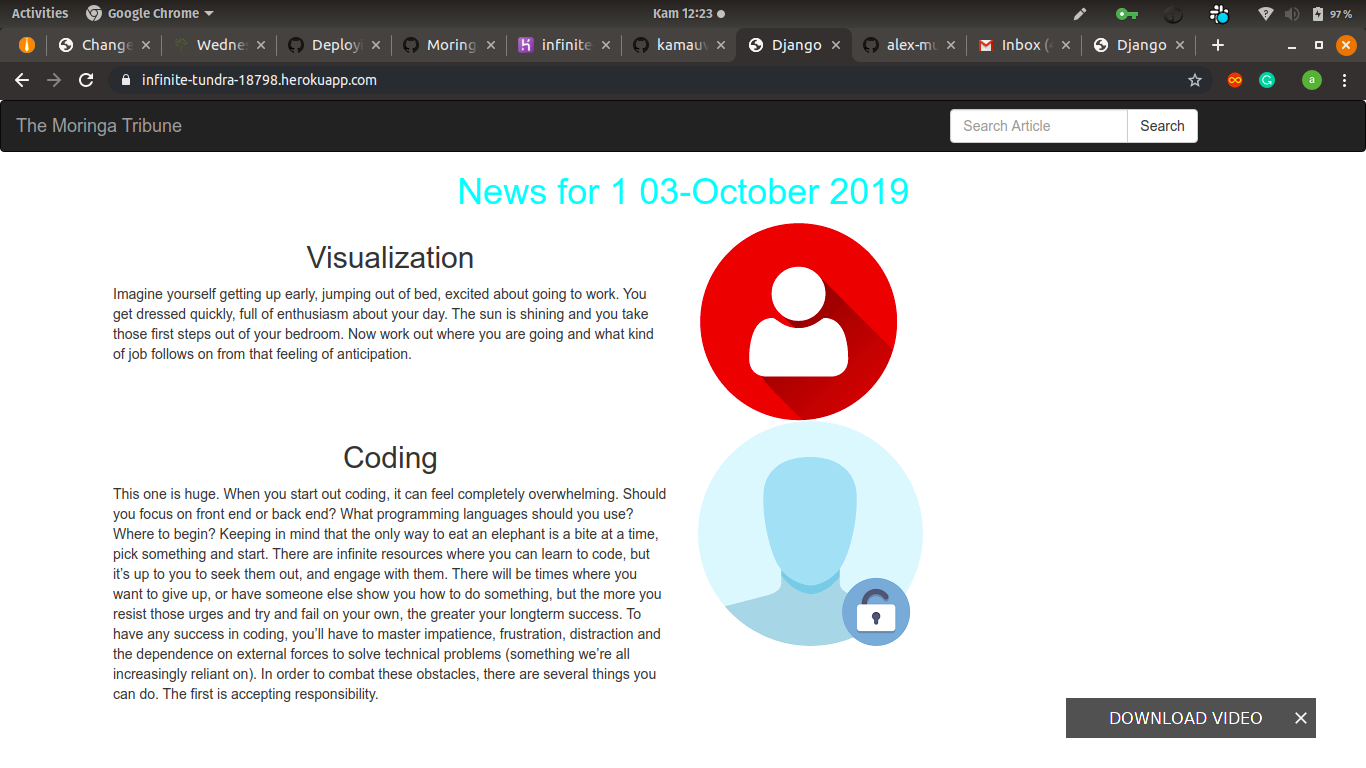 Activities Google Chrome Kam 12:23 97 %
Change Wedne Deploy Moring infinite kamau Django alex-mu Inbox ( Django
infinite-tundra-18798.herokuapp.com a
The Moringa Tribune Search Article Search
News for 1 03-October 2019
Visualization
Imagine yourself getting up early, jumping out of bed, excited about going to work. You
get dressed quickly, full of enthusiasm about your day. The sun is shining and you take
those first steps out of your bedroom. Now work out where you are going and what kind
of job follows on from that feeling of anticipation.
Coding
This one is huge. When you start out coding, it can feel completely overwhelming. Should
you focus on front end or back end? What programming languages should you use?
Where to begin? Keeping in mind that the only way to eat an elephant is a bite at a time,
pick something and start. There are infinite resources where you can learn to code, but
it’s up to you to seek them out, and engage with them. There will be times where you
want to give up, or have someone else show you how to do something, but the more you
resist those urges and try and fail on your own, the greater your longterm success. To
have any success in coding, you’ll have to master impatience, frustration, distraction and
the dependence on external forces to solve technical problems (something we’re all
increasingly reliant on). In order to combat these obstacles, there are several things you
can do. The first is accepting responsibility.
DOWNLOAD VIDEO